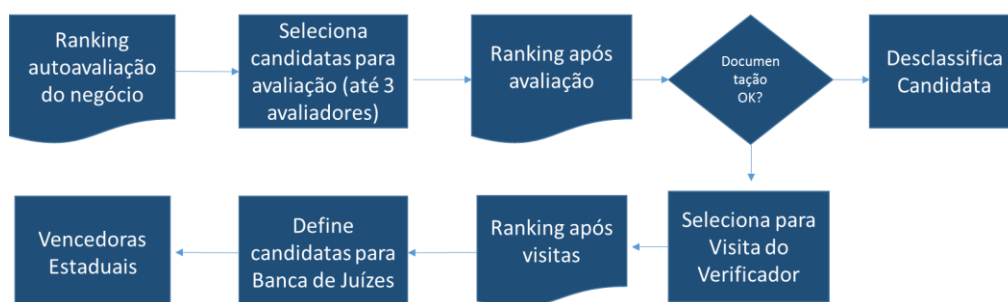 Ranking
autoavaliação
do negócio
Seleciona
candidatas para
avaliação (até 3
avaliadores)
Ranking após
avaliação
Documen
tação
OK?
Desclassifica
Candidata
Vencedoras
Estaduais
Define
candidatas para
Banca de Juízes
Ranking após
visitas
Seleciona para
Visita do
Verificador